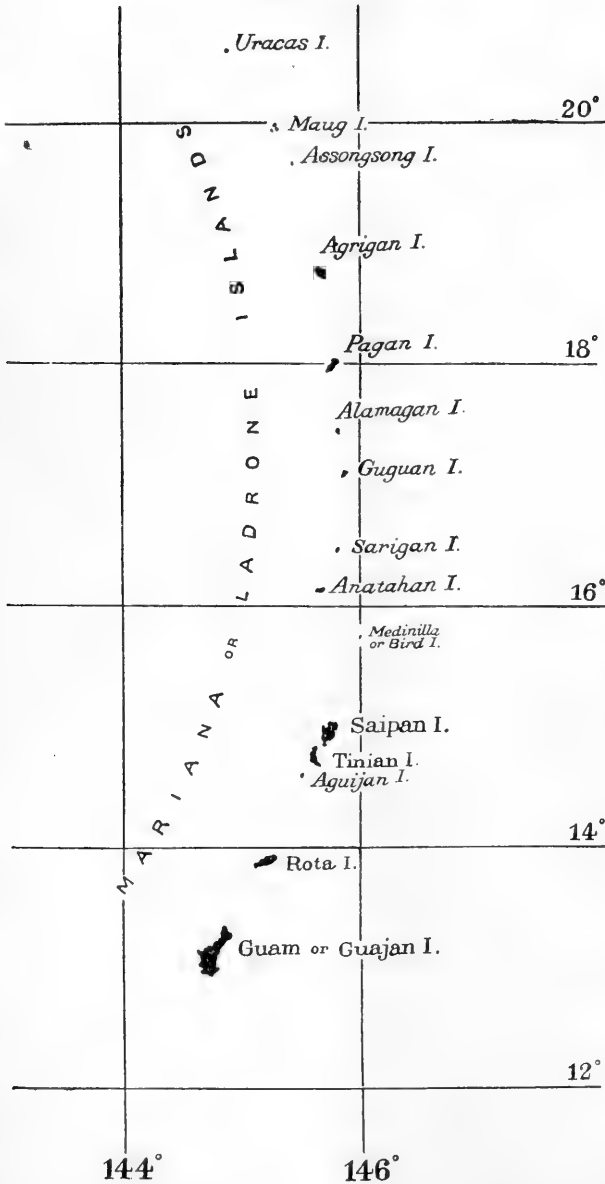 Uracas I.
20°
Maug I.
Assongsong I.
Agrigan I.
Pagan I.
18°
Alamagan I.
Guguan I.
Sarigan I.
Anatahan I.
16°
Medinilla
or Bird I.
Saipan I.
Tinian I.
Aguijan I.
14°
Rota I.
Guam or Guajan I.
12°
144°
146°
MARIANA OR LADRONE ISLANDS